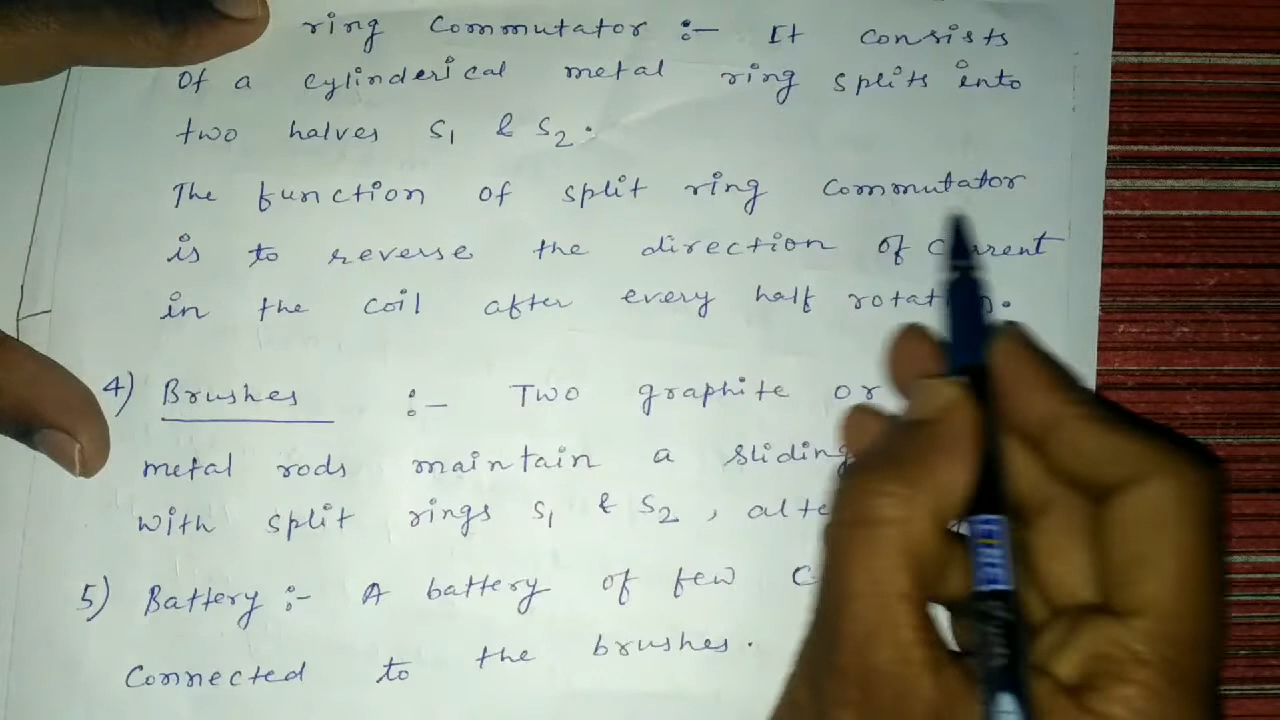 ring Commutator :- It consists
of a cylinderical metal ring splits into
two halves S1 & S2.
The function of split ring commutator
is to reverse the direction of current
in the coil after every half
4) Brushes :- Two graphite or
metal rods maintain a sliding
with split rings S1 & S2,
5) Battery :- A battery of few
connected to the brushes.